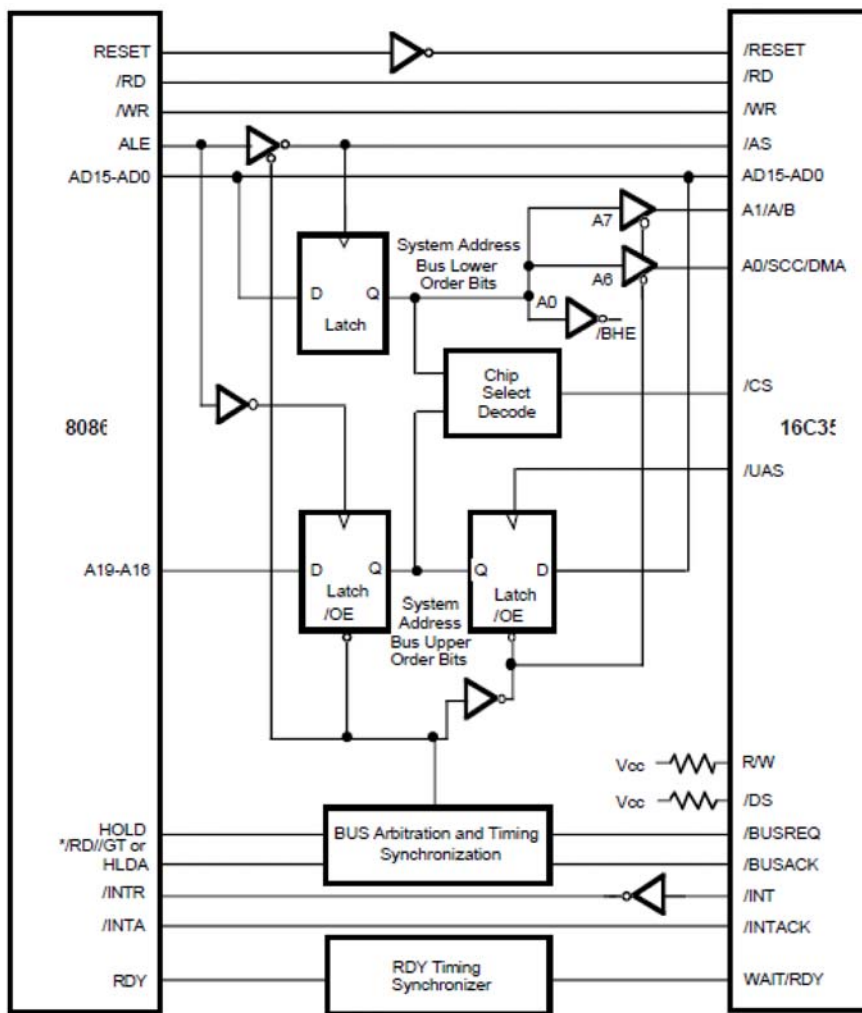 RESET
/RESET
/RD
/RD
/WR
/WR
ALE
/AS
AD15-AD0
AD15-AD0
A7
A1/A/B
System Address
Bus Lower
Order Bits
A6
A0/SCC/DMA
D Q
Latch
A0
/BHE
Chip
Select
Decode
/CS
8086
16C35
/UAS
A19-A16
D Q
Latch
/OE
Q D
Latch
/OE
System
Address
Bus Upper
Order Bits
Vcc
R/W
Vcc
/DS
HOLD
*/RD//GT or
HLDA
BUS Arbitration and Timing
Synchronization
/BUSREQ
/BUSACK
/INTR
/INT
/INTA
/INTACK
RDY
RDY Timing
Synchronizer
WAIT/RDY